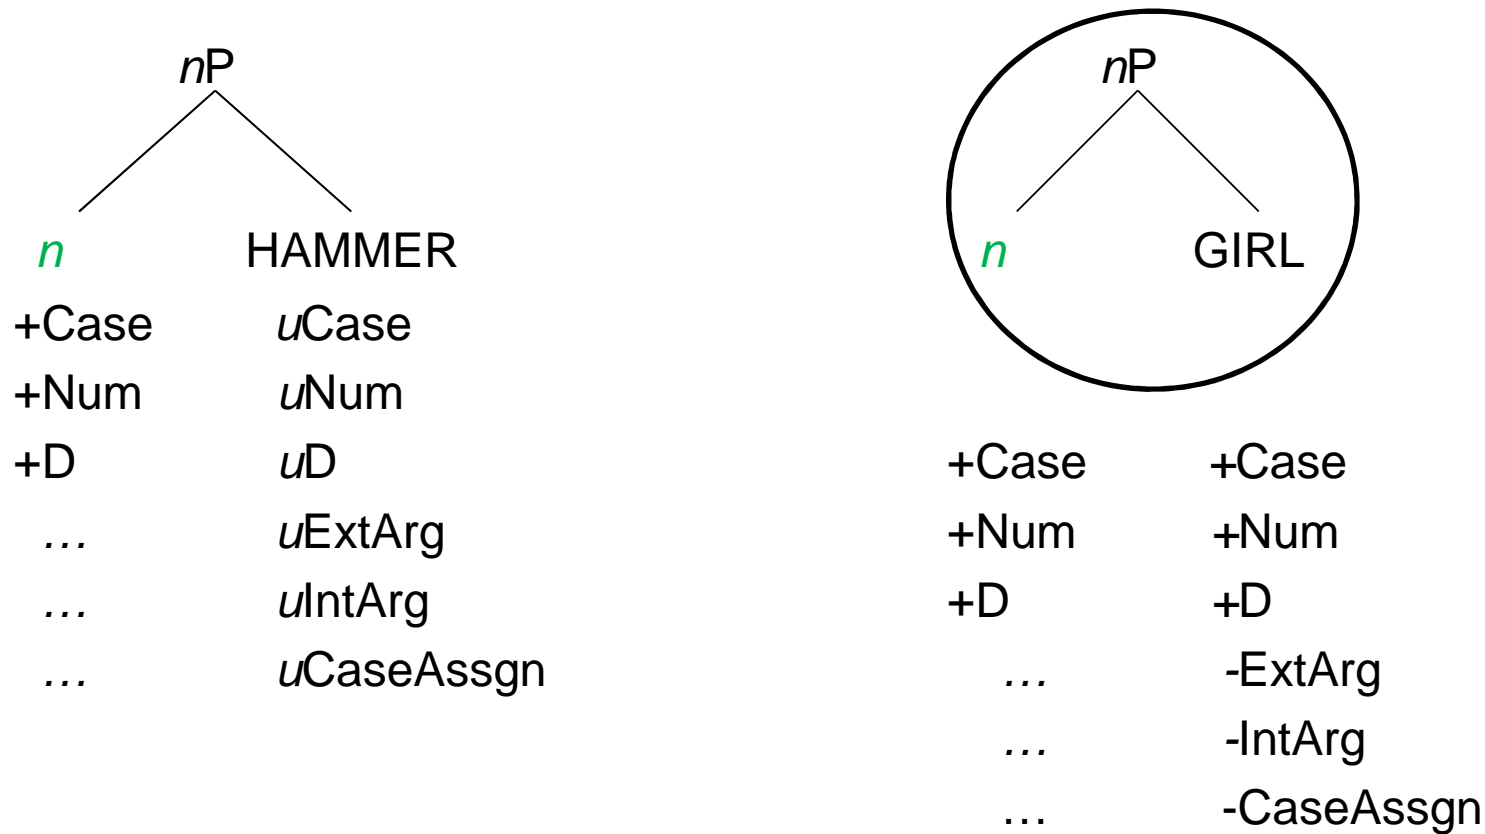 nP
n HAMMER
+Case uCase
+Num uNum
+D uD
… uExtArg
… uIntArg
… uCaseAssgn
nP
n GIRL
+Case +Case
+Num +Num
+D +D
… -ExtArg
… -IntArg
… -CaseAssgn